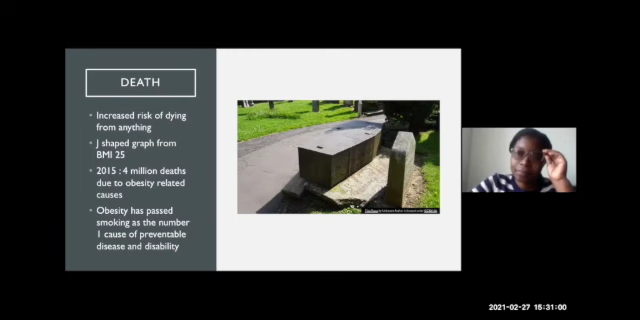 DEATH
Increased risk of dying
from anything
J shaped graph from
BMI 25
2015 : 4 million deaths
due to obesity related
causes
Obesity has passed
smoking as the number
1 cause of preventable
disease and disability
2021-02-27 15:31:00